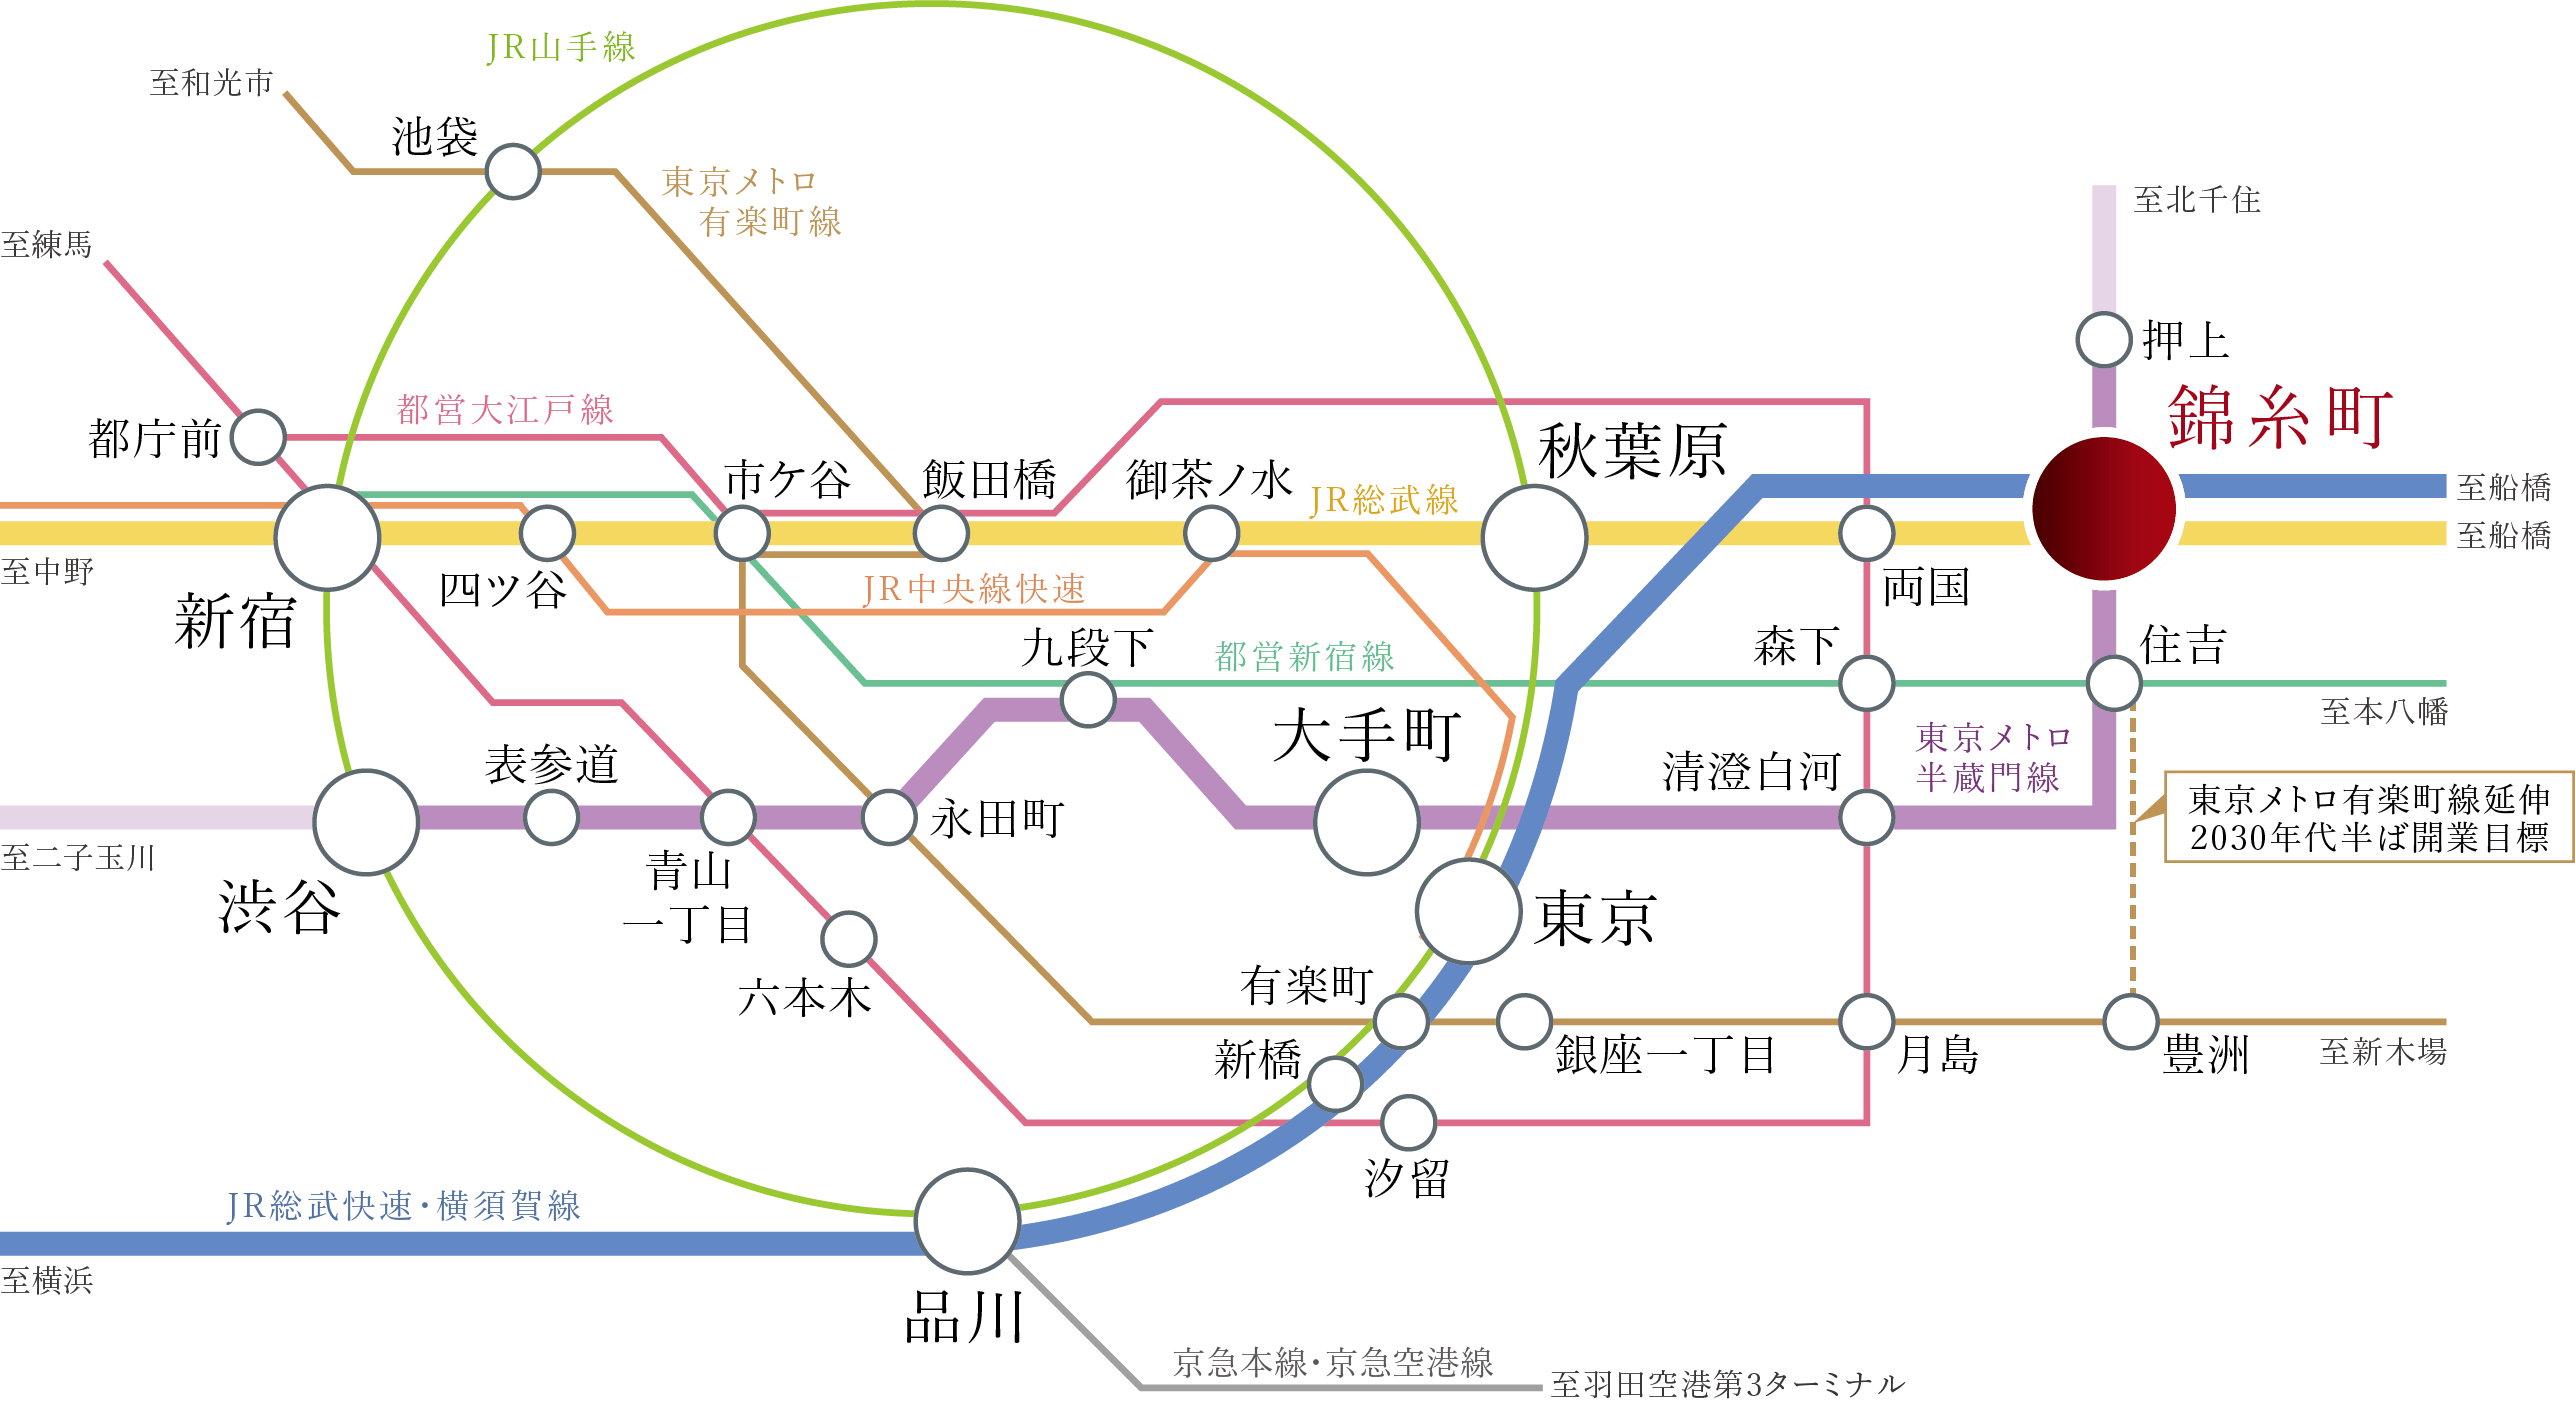 JR山手線
至和光市
池袋
東京メトロ
有楽町線
至北千住
至練馬
押上
都営大江戸線
錦糸町
都庁前
秋葉原
市ケ谷
飯田橋
御茶ノ水
JR総武線
至船橋
至船橋
至中野
四ツ谷
JR中央線快速
両国
新宿
九段下
都営新宿線
森下
住吉
至本八幡
大手町
表参道
清澄白河
東京メトロ
半蔵門線
永田町
東京メトロ有楽町線延伸
2030年代半ば開業目標
至二子玉川
渋谷
青山
一丁目
東京
六本木
有楽町
新橋
銀座一丁目
月島
豊洲
至新木場
汐留
JR総武快速・横須賀線
至横浜
品川
京急本線・京急空港線
至羽田空港第3ターミナル